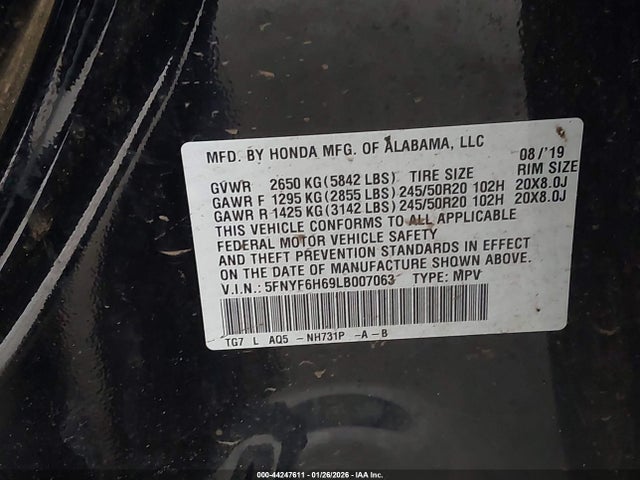 MFD. BY HONDA MFG. OF ALABAMA, LLC 08/'19
GVWR 2650 KG(5842 LBS) TIRE SIZE RIM SIZE
GAWR F 1295 KG(2855 LBS) 245/50R20 102H 20X8.0J
GAWR R 1425 KG(3142 LBS) 245/50R20 102H 20X8.0J
THIS VEHICLE CONFORMS TO ALL APPLICABLE
FEDERAL MOTOR VEHICLE SAFETY
AND THEFT PREVENTION STANDARDS IN EFFECT
ON THE DATE OF MANUFACTURE SHOWN ABOVE.
V.I.N.: 5FNYF6H69LB007063 TYPE: MPV
TG7 L AQ5 -NH731P -A-B
000-44247611 - 01/26/2026 - IAA Inc.